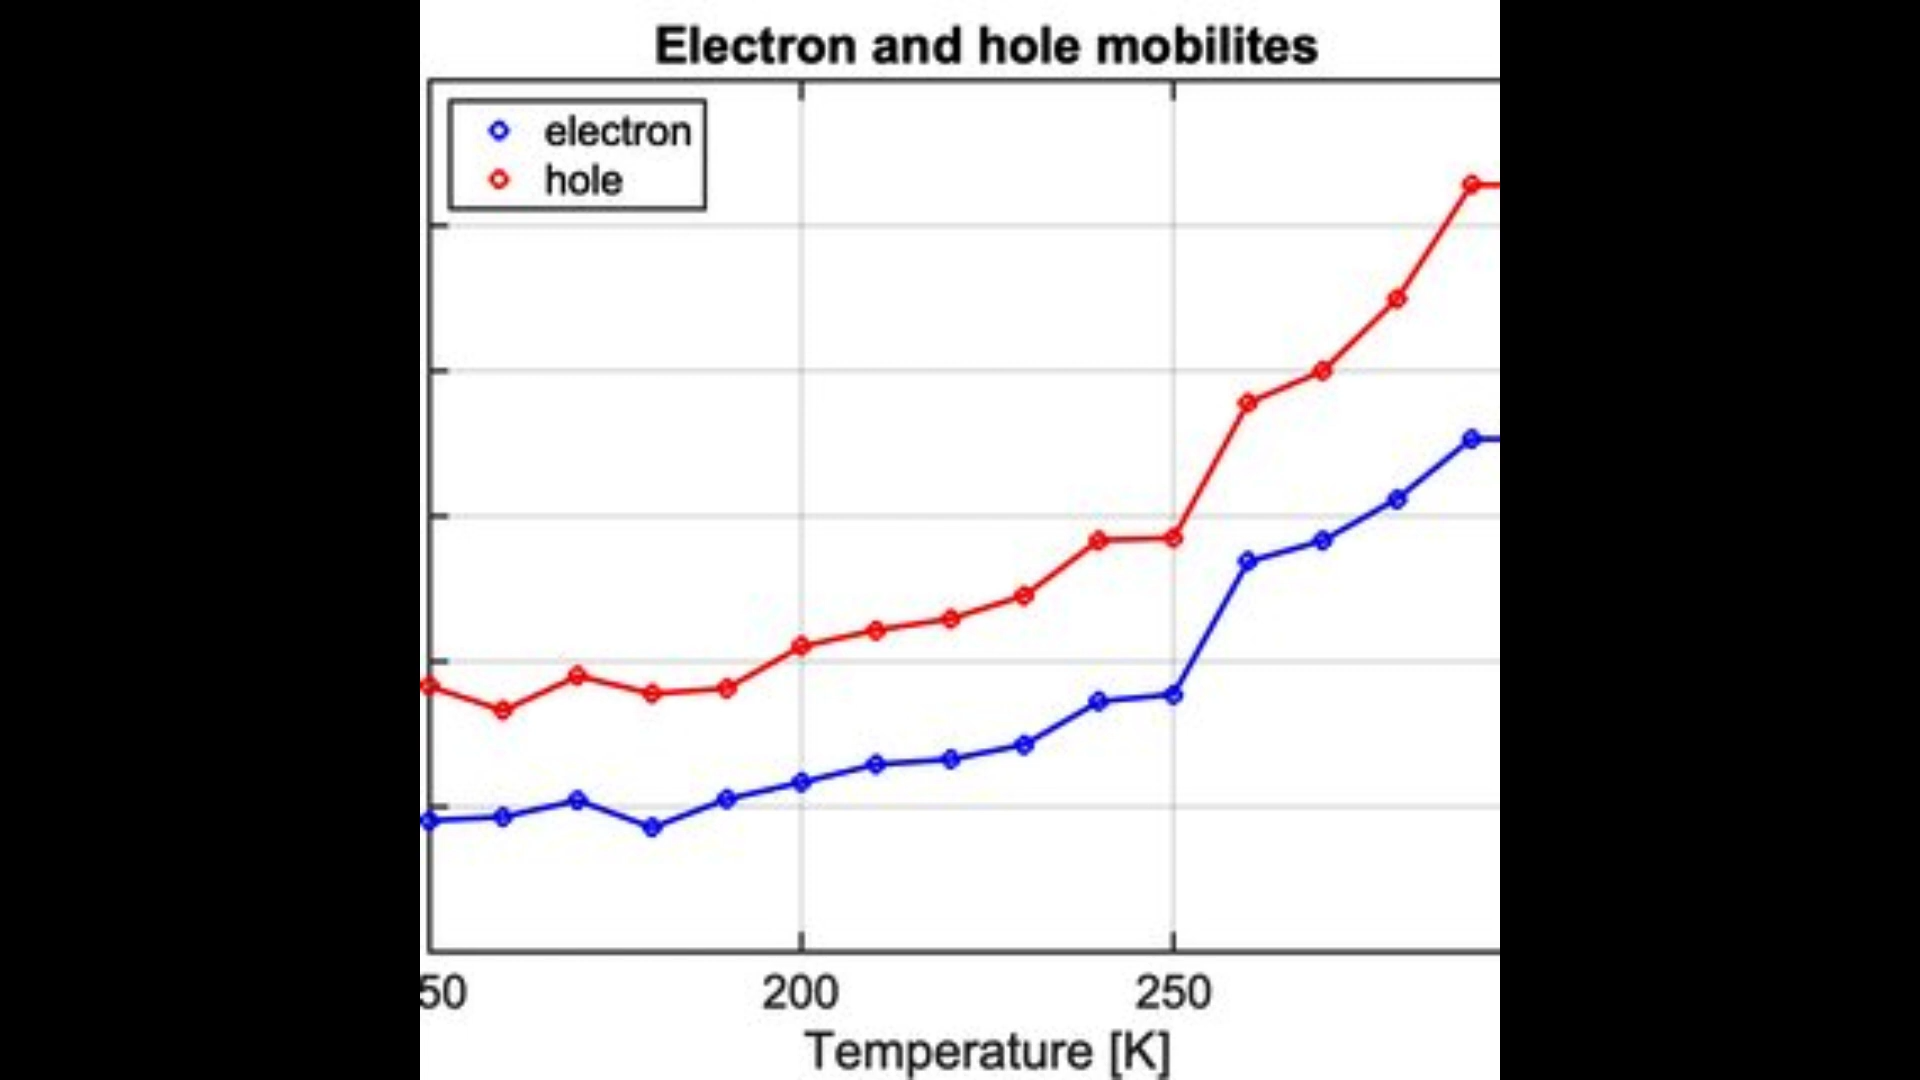 Electron and hole mobilites
electron
hole
50 200 250
Temperature [K]